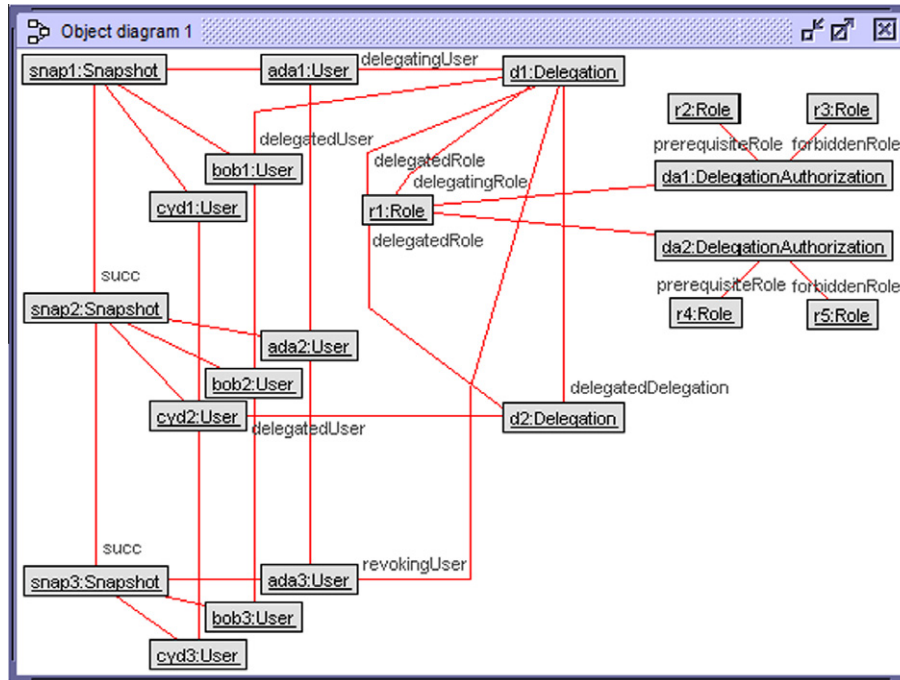 Object diagram 1
snap1:Snapshot
ada1:User
delegatingUser
d1:Delegation
r2:Role
r3:Role
delegatedUser
prerequisiteRole
forbiddenRole
bob1:User
delegatedRole
delegatingRole
da1:DelegationAuthorization
cyd1:User
r1:Role
delegatedRole
da2:DelegationAuthorization
succ
prerequisiteRole
forbiddenRole
snap2:Snapshot
r4:Role
r5:Role
ada2:User
bob2:User
delegatedDelegation
cyd2:User
delegatedUser
d2:Delegation
succ
revokingUser
snap3:Snapshot
ada3:User
bob3:User
cyd3:User